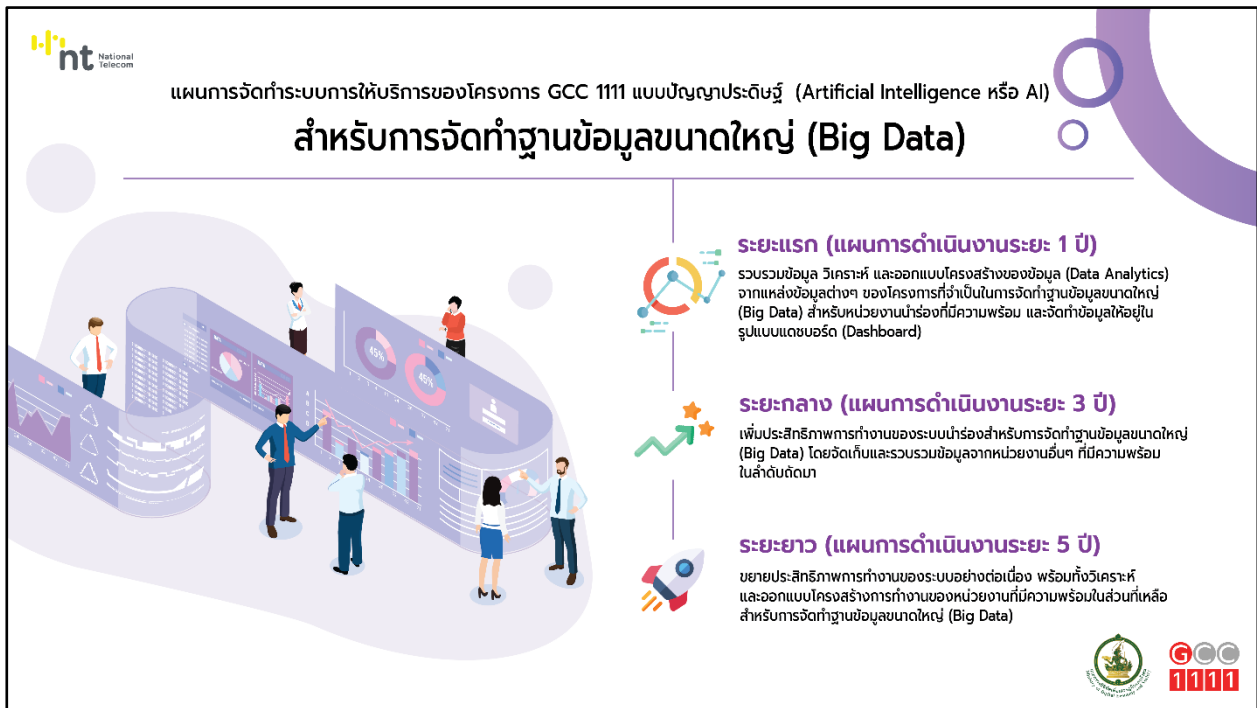 nt National
Telecom
แผนการจัดทำระบบการให้บริการของโครงการ GCC 1111 แบบปัญญาประดิษฐ์ (Artificial Intelligence หรือ AI)
สำหรับการจัดทำฐานข้อมูลขนาดใหญ่ (Big Data)
ระยะแรก (แผนการดำเนินงานระยะ 1 ปี)
รวบรวมข้อมูล วิเคราะห์ และออกแบบโครงสร้างของข้อมูล (Data Analytics)
จากแหล่งข้อมูลต่างๆ ของโครงการที่จำเป็นในการจัดทำฐานข้อมูลขนาดใหญ่
(Big Data) สำหรับหน่วยงานนำร่องที่มีความพร้อม และจัดทำข้อมูลให้อยู่ใน
รูปแบบแดชบอร์ด (Dashboard)
ระยะกลาง (แผนการดำเนินงานระยะ 3 ปี)
เพิ่มประสิทธิภาพการทำงานของระบบนำร่องสำหรับการจัดทำฐานข้อมูลขนาดใหญ่
(Big Data) โดยจัดเก็บและรวบรวมข้อมูลจากหน่วยงานอื่นๆ ที่มีความพร้อม
ในลำดับถัดมา
ระยะยาว (แผนการดำเนินงานระยะ 5 ปี)
ขยายประสิทธิภาพการทำงานของระบบอย่างต่อเนื่อง พร้อมทั้งวิเคราะห์
และออกแบบโครงสร้างการทำงานของหน่วยงานที่มีความพร้อมในส่วนที่เหลือ
สำหรับการจัดทำฐานข้อมูลขนาดใหญ่ (Big Data)
45%
45%
GCC
1111